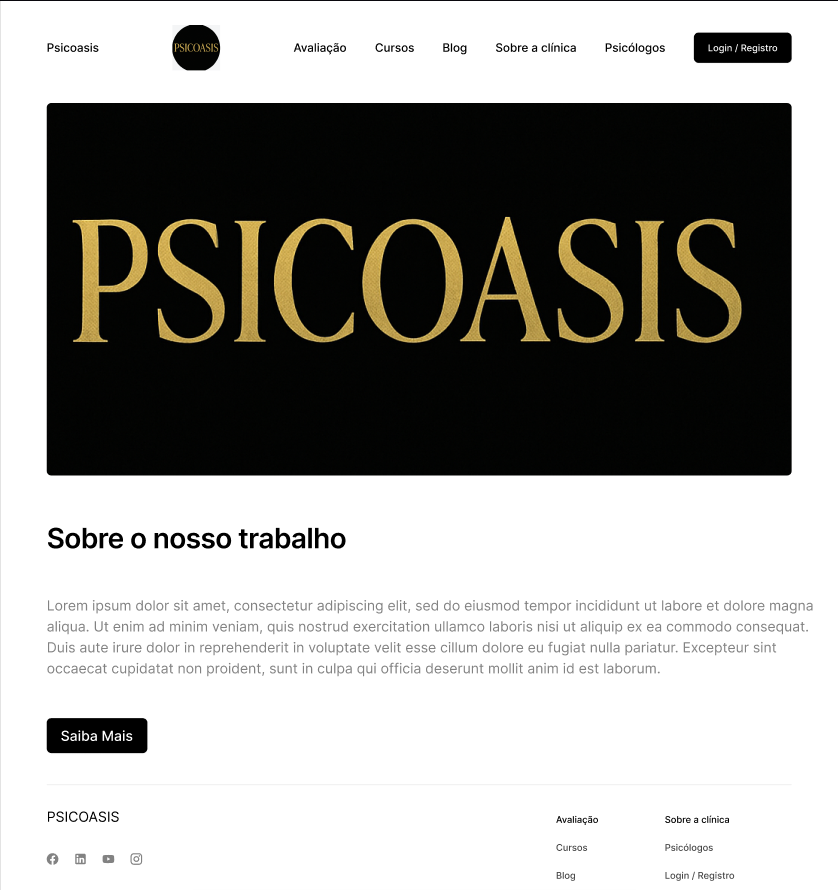 Psicoasis
PSICOASIS
Avaliação Cursos Blog Sobre a clínica Psicólogos Login / Registro
PSICOASIS
Sobre o nosso trabalho
Lorem ipsum dolor sit amet, consectetur adipiscing elit, sed do eiusmod tempor incididunt ut labore et dolore magna
aliqua. Ut enim ad minim veniam, quis nostrud exercitation ullamco laboris nisi ut aliquip ex ea commodo consequat.
Duis aute irure dolor in reprehenderit in voluptate velit esse cillum dolore eu fugiat nulla pariatur. Excepteur sint
occaecat cupidatat non proident, sunt in culpa qui officia deserunt mollit anim id est laborum.
Saiba Mais
PSICOASIS
Avaliação
Cursos
Blog
Sobre a clínica
Psicólogos
Login / Registro